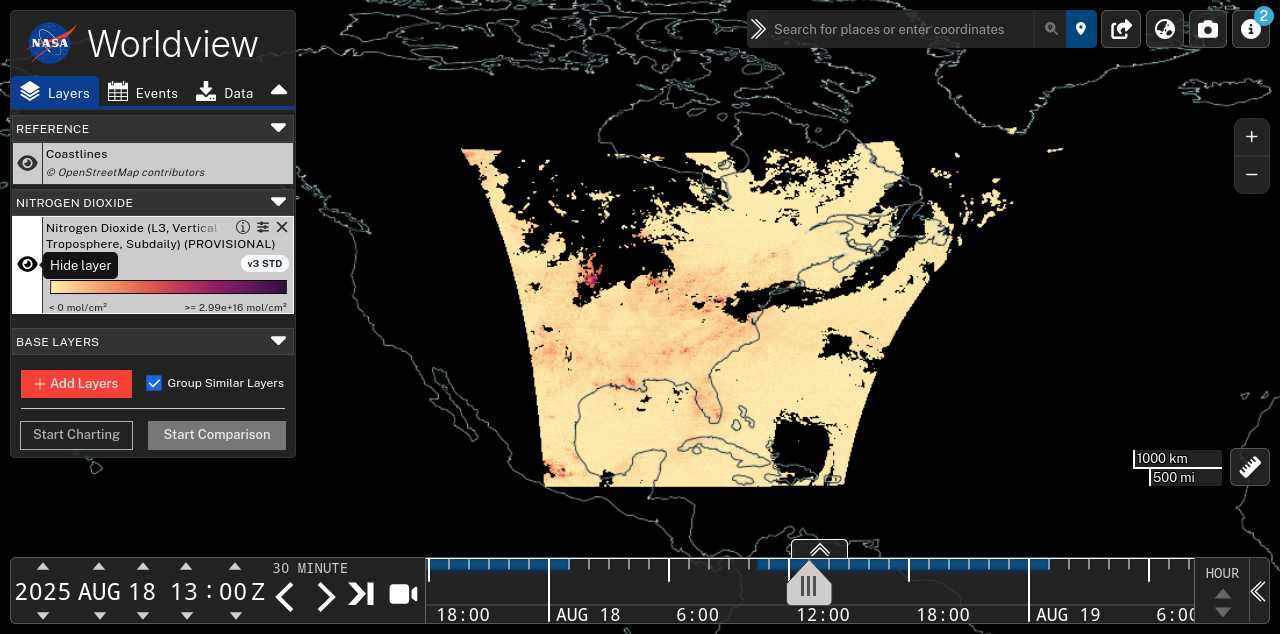 NASA Worldview
Search for places or enter coordinates
2
Layers
Events
Data
REFERENCE
Coastlines
© OpenStreetMap contributors
NITROGEN DIOXIDE
Nitrogen Dioxide (L3, Vertical
Troposphere, Subdaily) (PROVISIONAL)
Hide layer
v3 STD
< 0 mol/cm²
>= 2.99e+16 mol/cm²
BASE LAYERS
+ Add Layers
Group Similar Layers
Start Charting
Start Comparison
+
−
1000 km
500 mi
2025 AUG 18 13 : 00 Z
30 MINUTE
18:00
AUG 18
6:00
12:00
18:00
AUG 19
6:00
HOUR